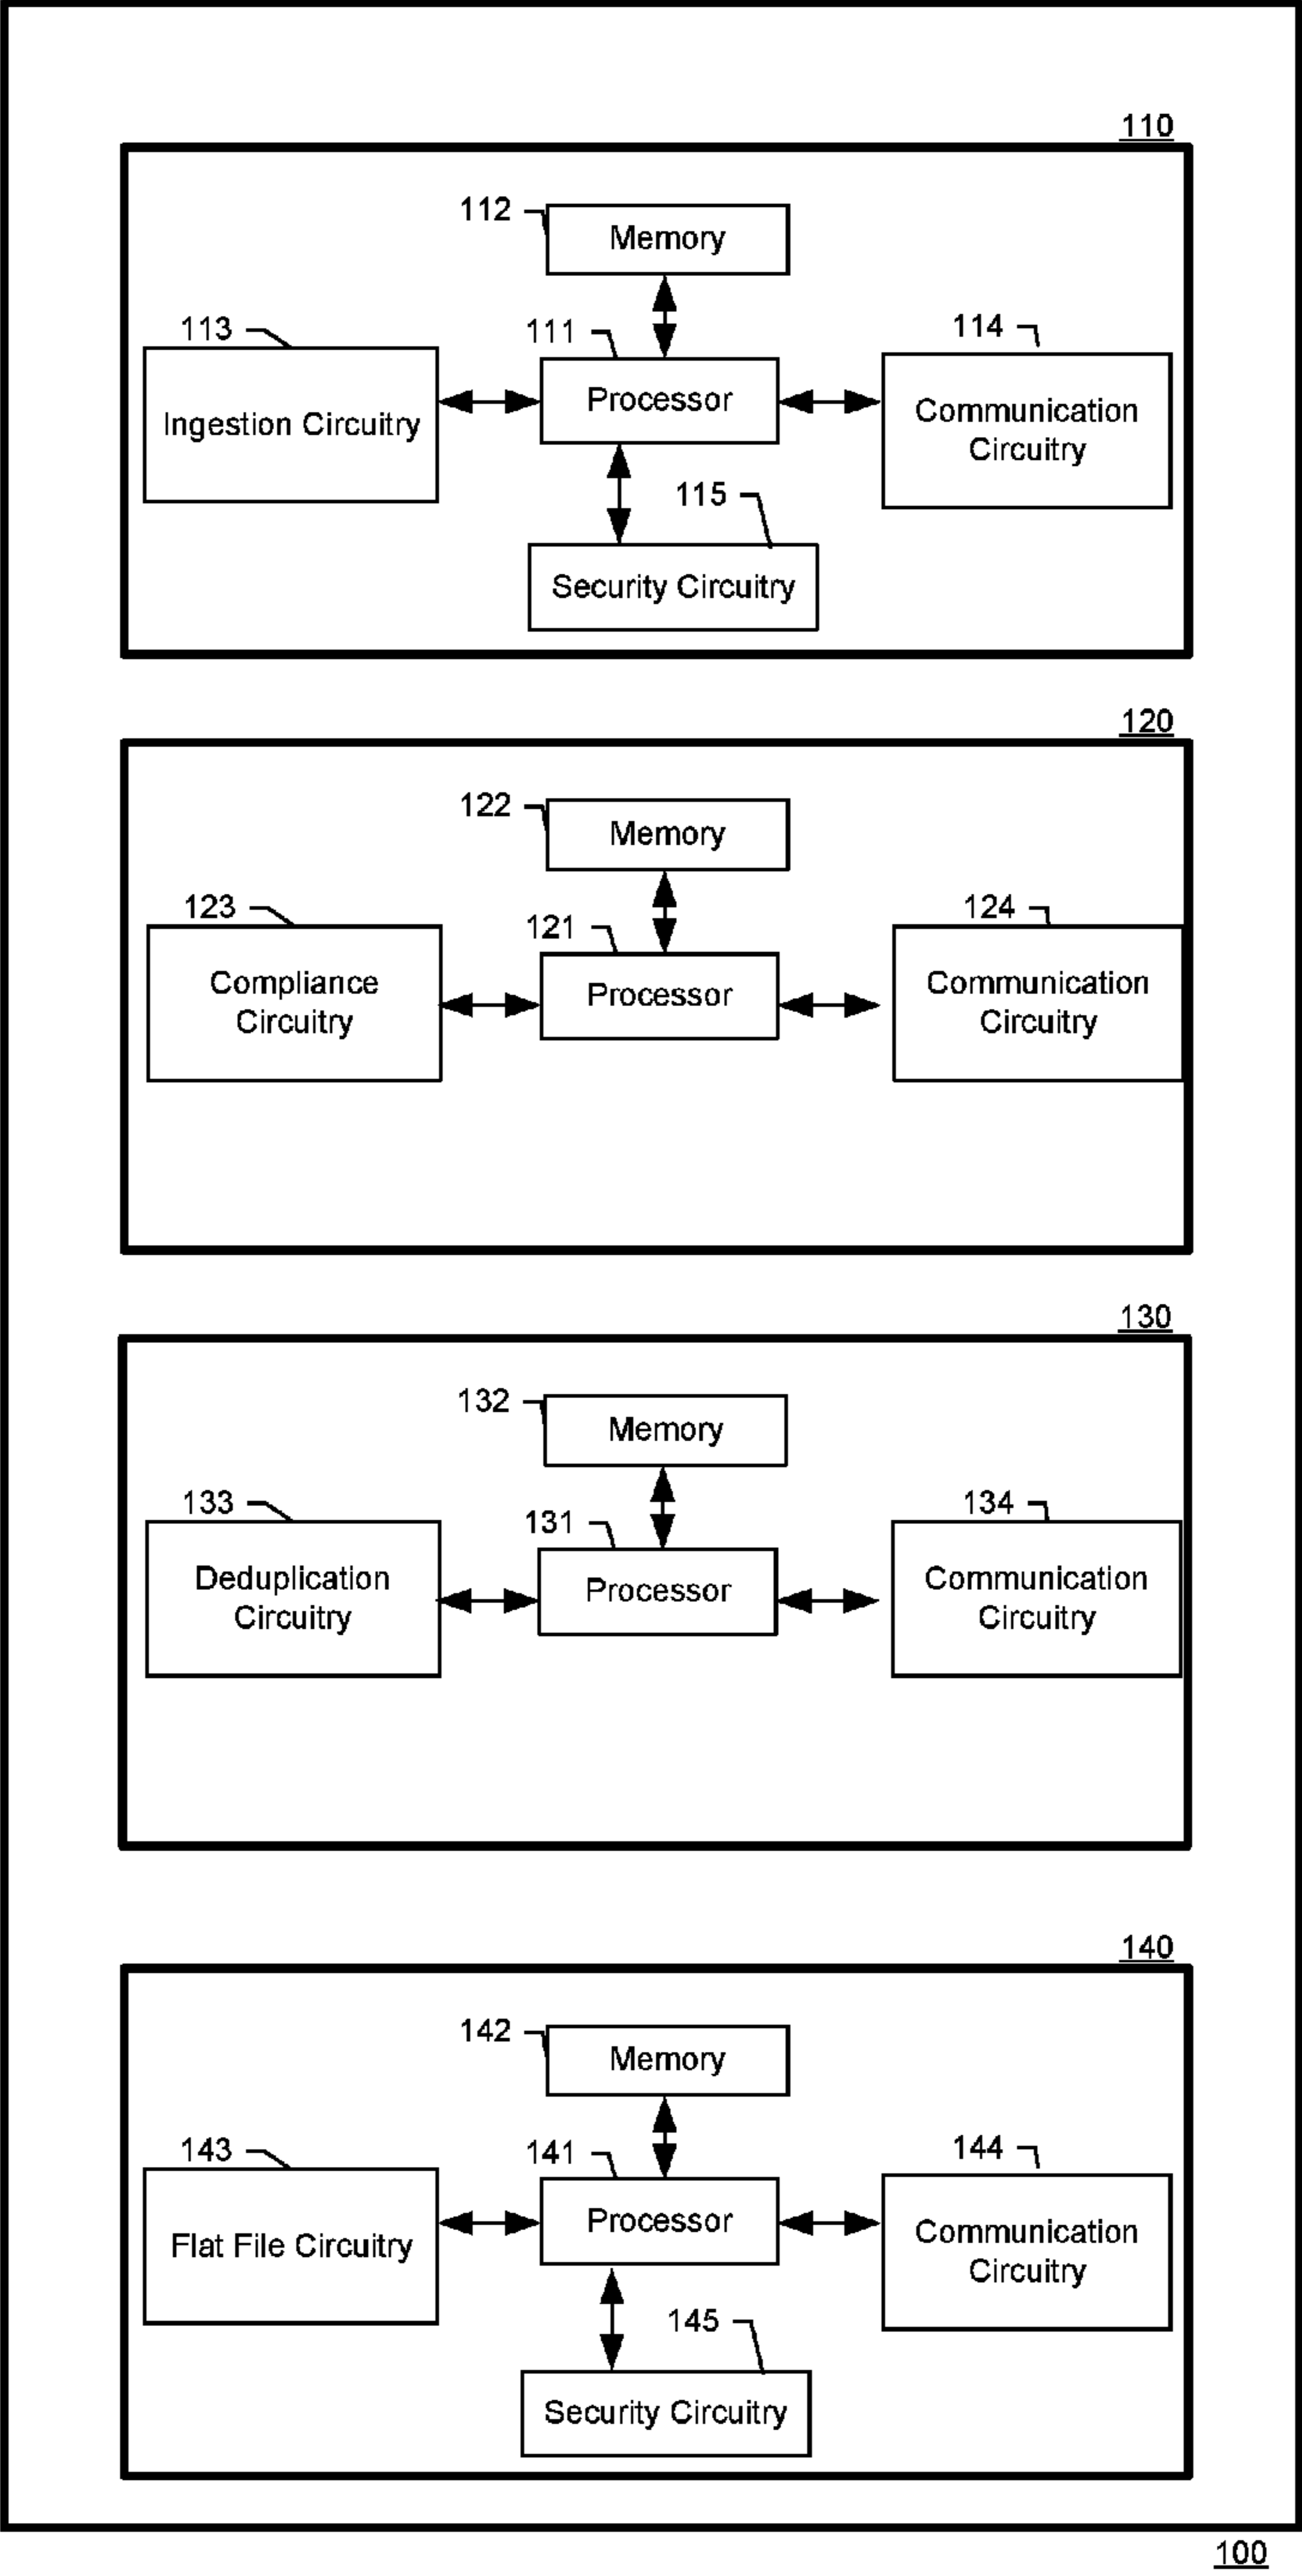 110
112
Memory
113
111
114
Ingestion Circuitry
Processor
Communication
Circuitry
115
Security Circuitry
120
122
Memory
123
121
124
Compliance
Circuitry
Processor
Communication
Circuitry
130
132
Memory
133
131
134
Deduplication
Circuitry
Processor
Communication
Circuitry
140
142
Memory
143
141
144
Flat File Circuitry
Processor
Communication
Circuitry
145
Security Circuitry
100